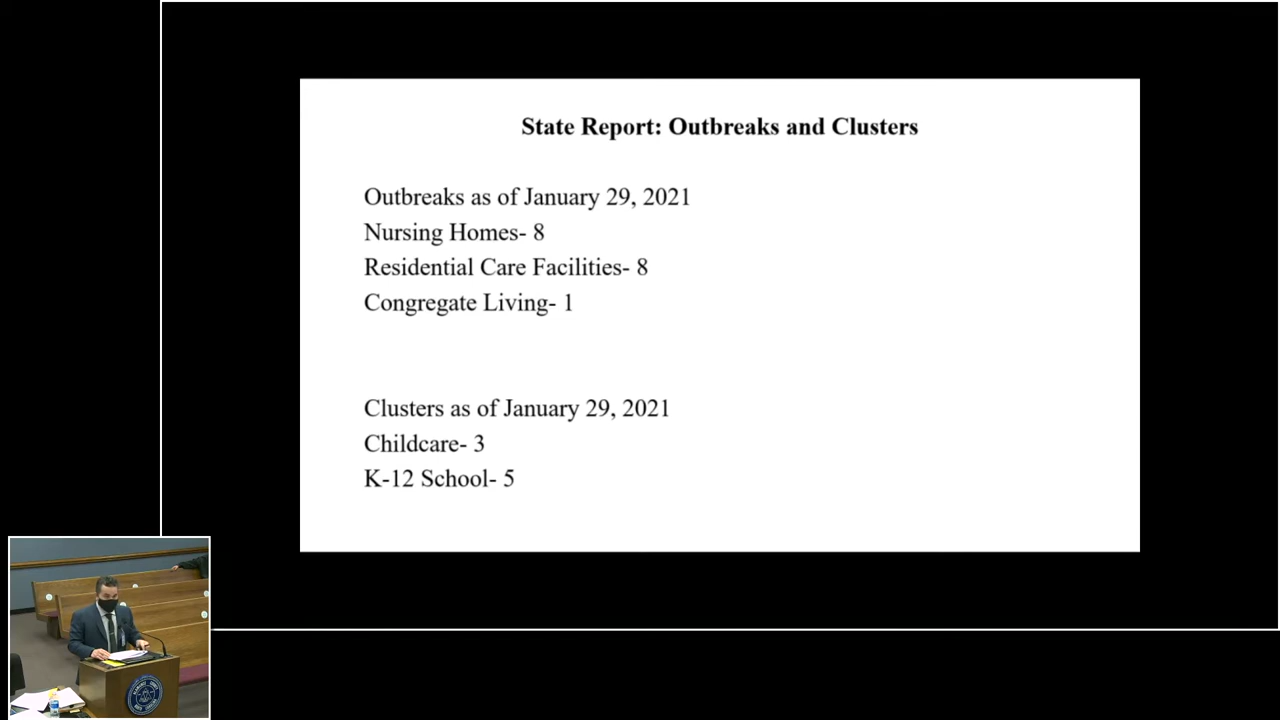 State Report: Outbreaks and Clusters
Outbreaks as of January 29, 2021
Nursing Homes- 8
Residential Care Facilities- 8
Congregate Living- 1
Clusters as of January 29, 2021
Childcare- 3
K-12 School- 5